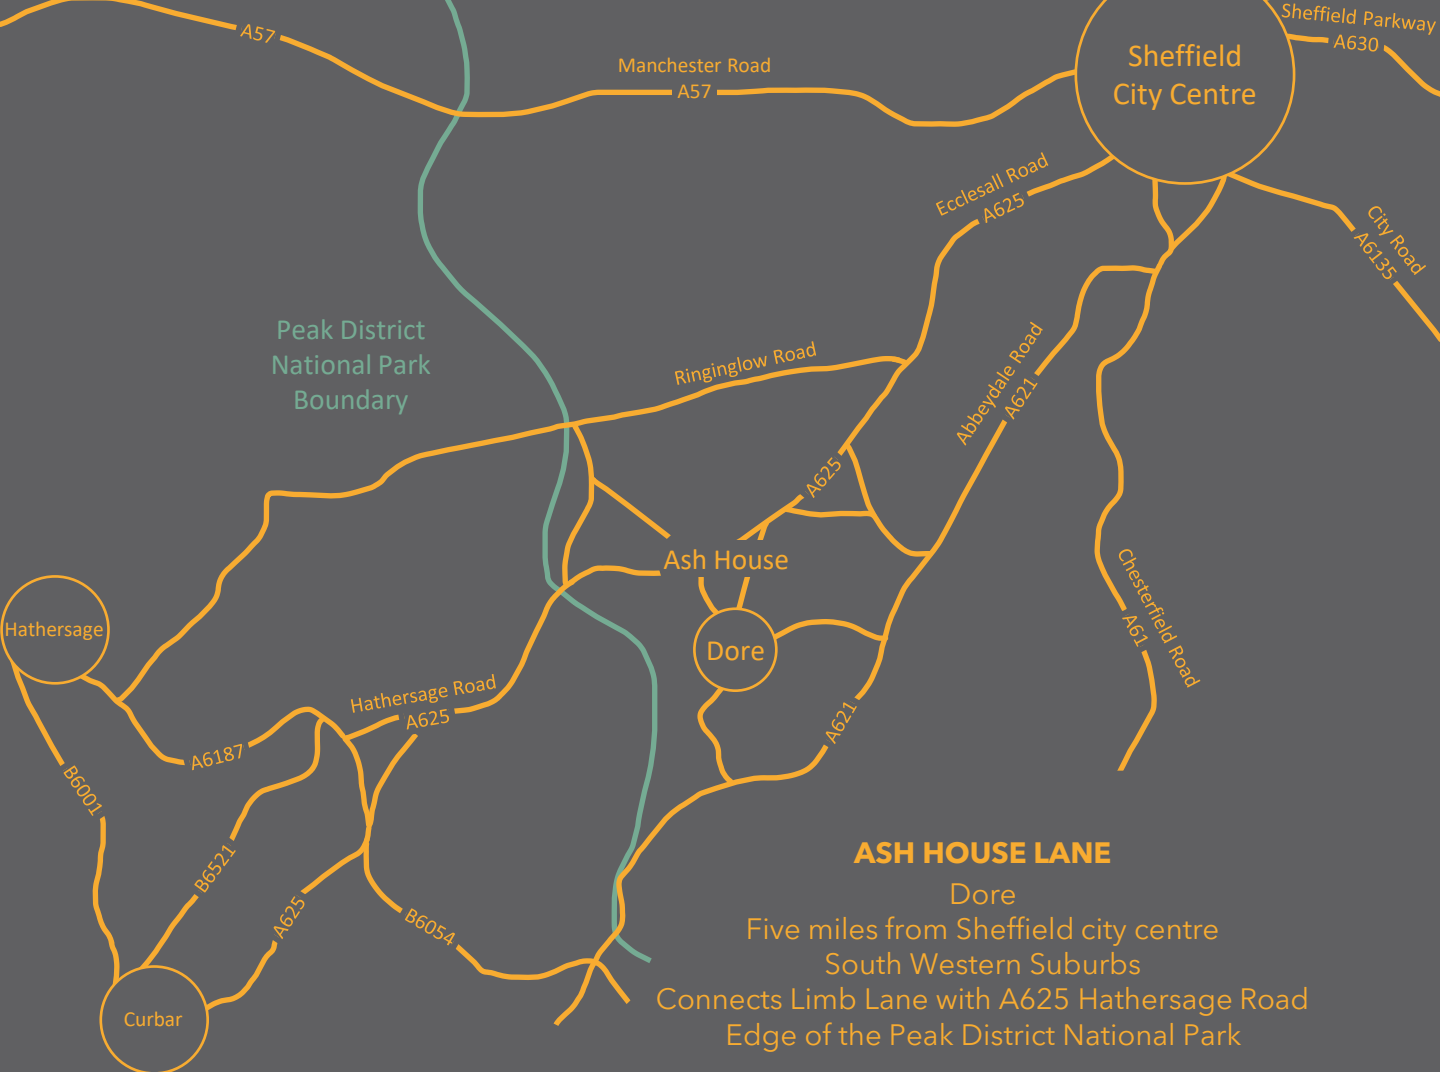 Sheffield Parkway
A630
A57
Manchester Road
A57
Sheffield
City Centre
Ecclesall Road
A625
City Road
A6135
Peak District
National Park
Boundary
Ringinglow Road
Abbeydale Road
A621
A625
Ash House
Chesterfield Road
A61
Hathersage
Dore
Hathersage Road
A625
A621
A6187
B6001
B6521
A625
B6054
Curbar
ASH HOUSE LANE
Dore
Five miles from Sheffield city centre
South Western Suburbs
Connects Limb Lane with A625 Hathersage Road
Edge of the Peak District National Park